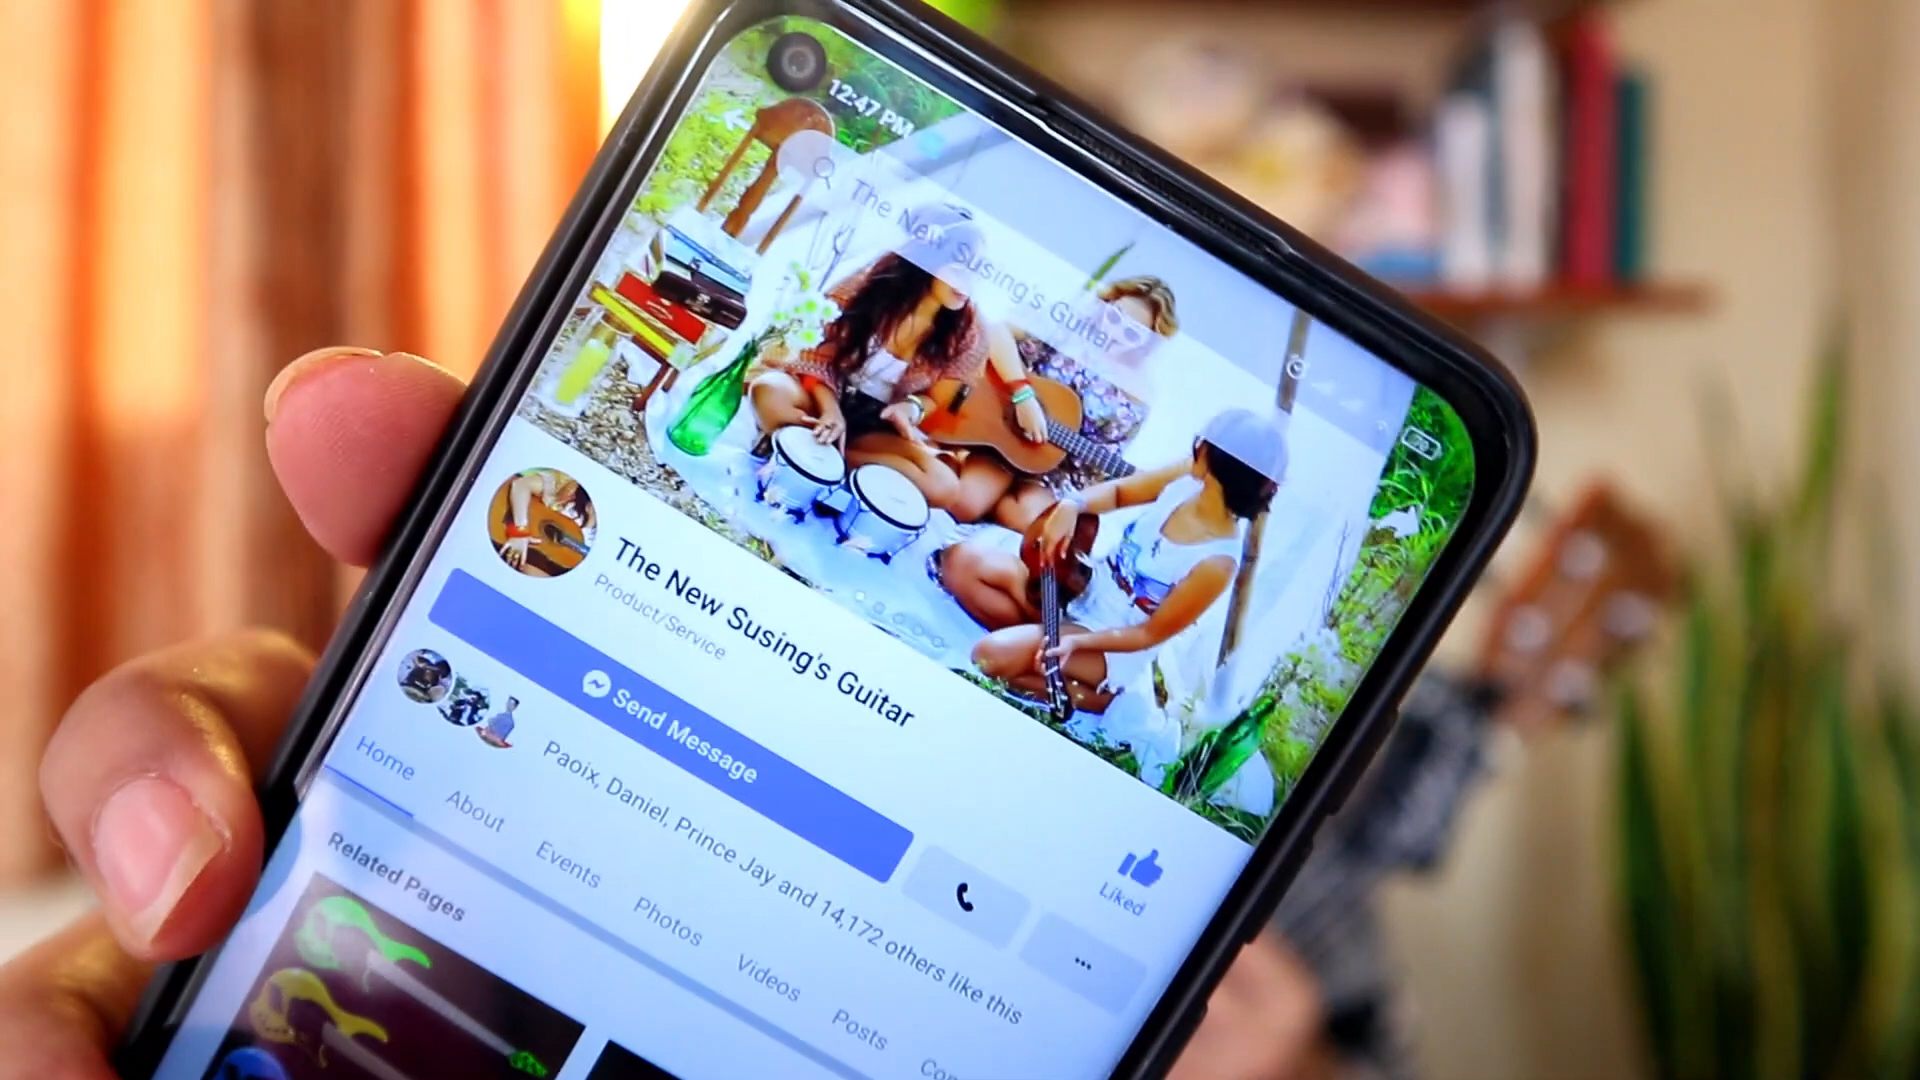 12:47 PM
The New Susing's Guitar
The New Susing's Guitar
Product/Service
Send Message
Liked
Paoix, Daniel, Prince Jay and 14,172 others like this
Home
About
Events
Photos
Videos
Posts
Related Pages